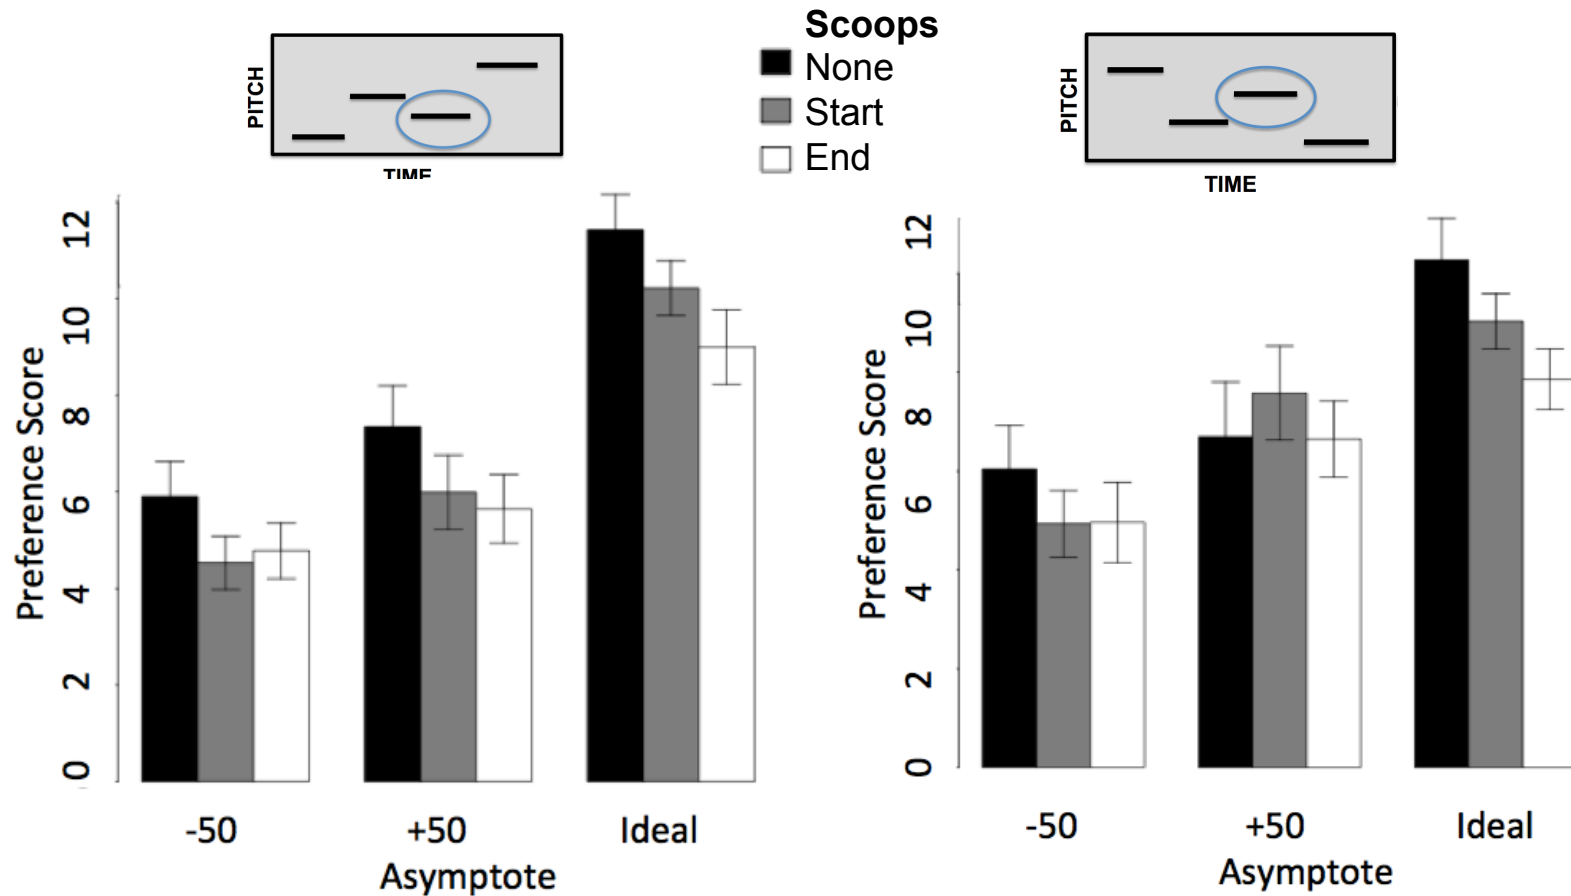 Scoops
None
Start
End
PITCH
TIME
PITCH
TIME
Preference Score
12
10
8
6
4
2
0
-50
+50
Ideal
Asymptote
Preference Score
12
10
8
6
4
2
0
-50
+50
Ideal
Asymptote